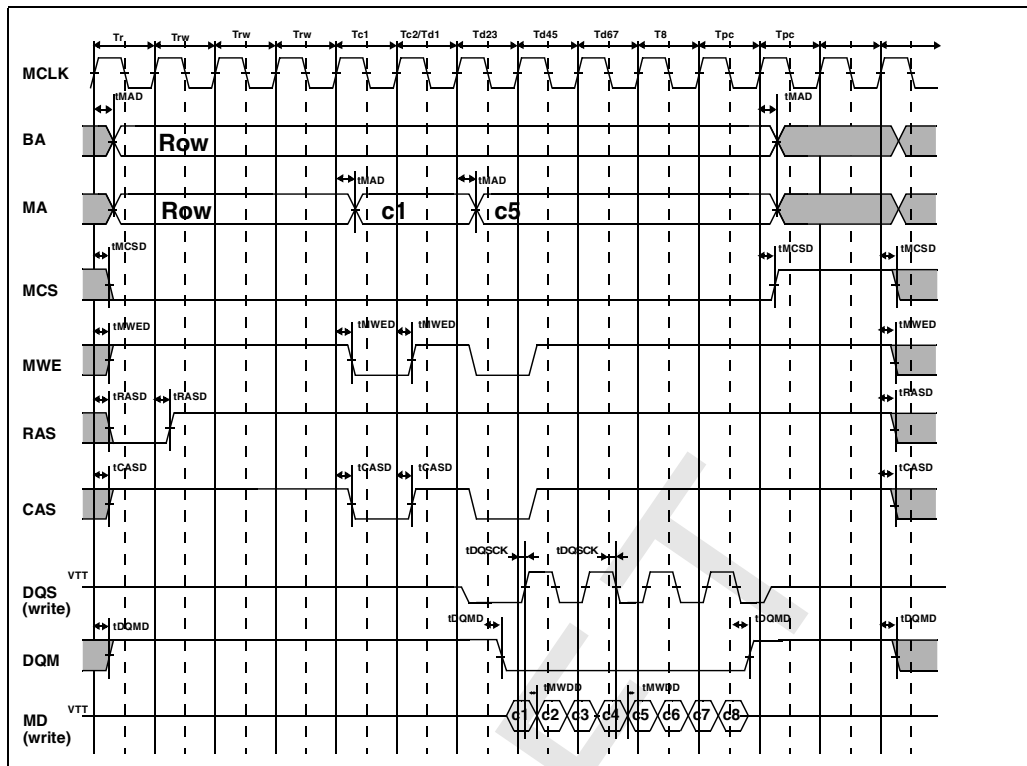 Tr Trw Trw Trw Tc1 Tc2/Td1 Td23 Td45 Td67 T8 Tpc Tpc
MCLK
tMAD tMAD
BA Row
tMAD tMAD
MA Row c1 c5
tMCSD tMCSD tMCSD
MCS
tMWED tMWED tMWED tMWED
MWE
tRASD tRASD tRASD
RAS
tCASD tCASD tCASD tCASD
CAS
tDQSCK tDQSCK
VTT
DQS
(write)
tDQMD tDQMD tDQMD tDQMD
DQM
tMWDD tMWDD
VTT
MD c1 c2 c3 c4 c5 c6 c7 c8
(write)